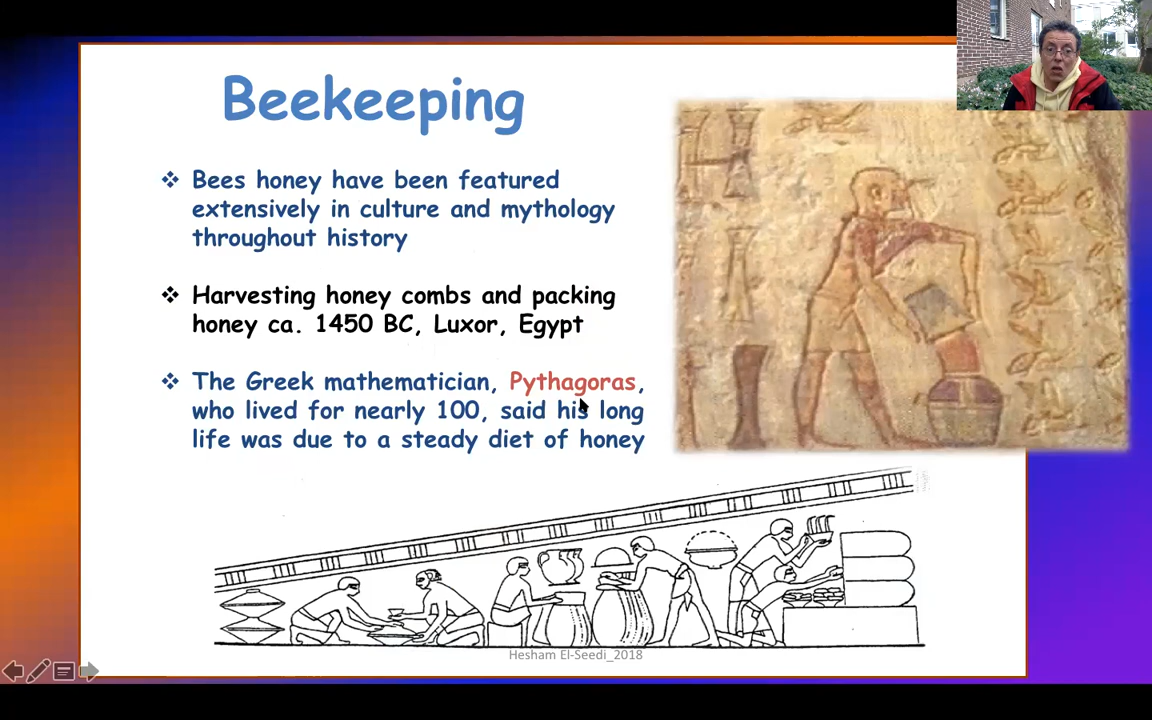 Beekeeping
Bees honey have been featured
extensively in culture and mythology
throughout history
Harvesting honey combs and packing
honey ca. 1450 BC, Luxor, Egypt
The Greek mathematician, Pythagoras,
who lived for nearly 100, said his long
life was due to a steady diet of honey
Hesham El-Seedi_2018